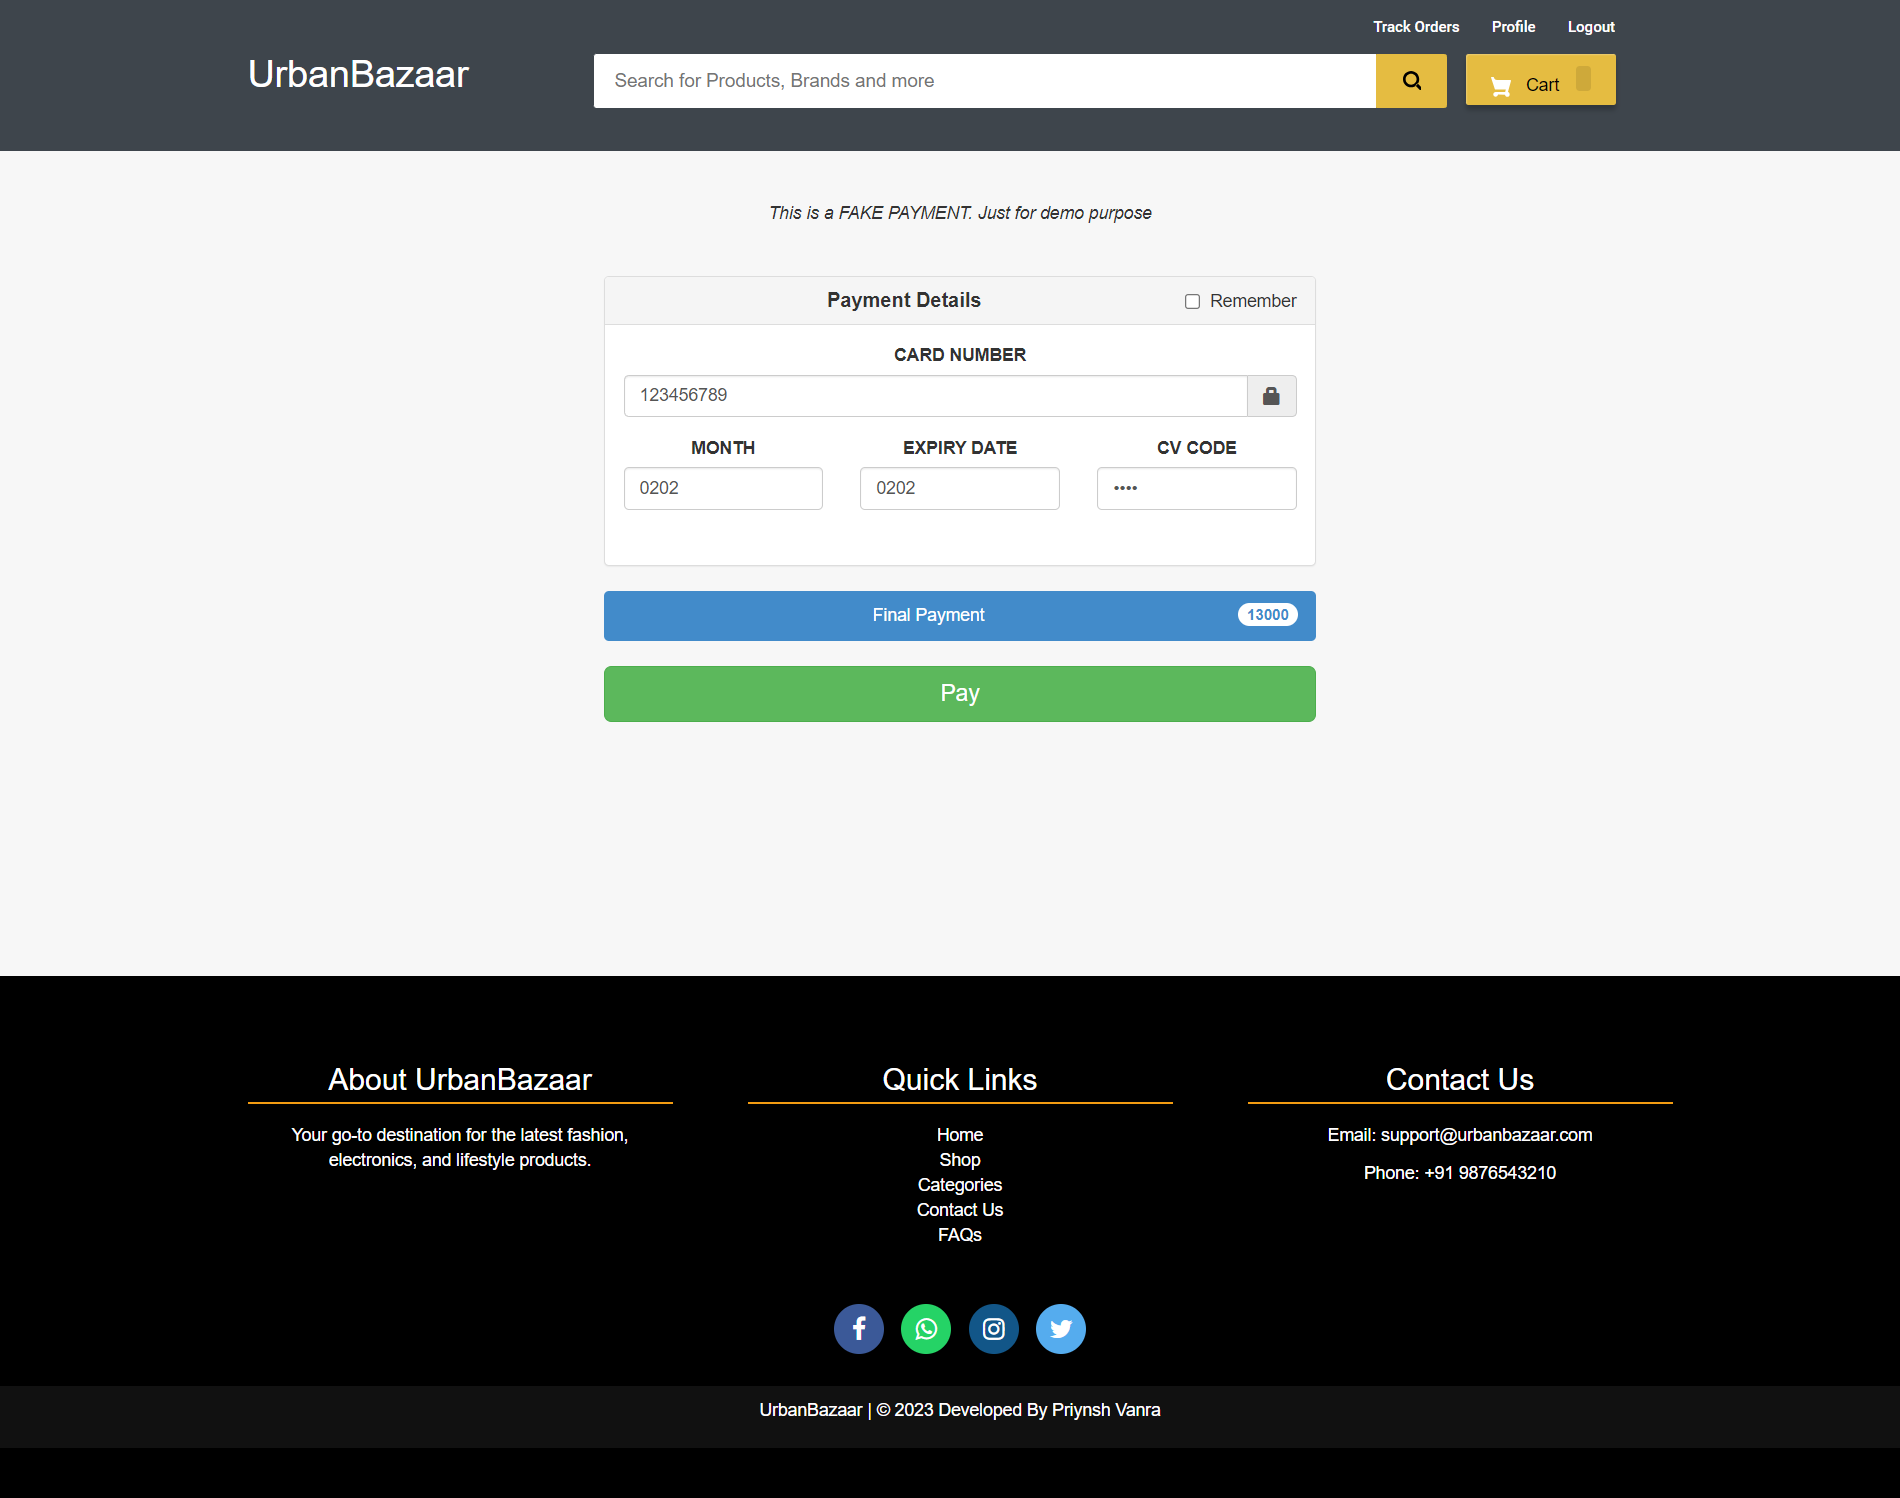 Track Orders Profile Logout
UrbanBazaar
Search for Products, Brands and more
Cart
This is a FAKE PAYMENT. Just for demo purpose
Payment Details
Remember
CARD NUMBER
123456789
MONTH EXPIRY DATE CV CODE
0202 0202 ••••
Final Payment 13000
Pay
About UrbanBazaar
Your go-to destination for the latest fashion,
electronics, and lifestyle products.
Quick Links
Home
Shop
Categories
Contact Us
FAQs
Contact Us
Email: support@urbanbazaar.com
Phone: +91 9876543210
UrbanBazaar | © 2023 Developed By Priynsh Vanra